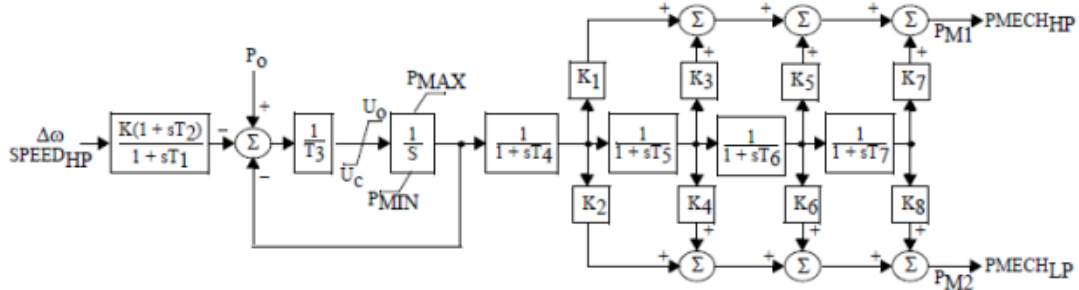 + Σ + + Σ + + Σ PM1 PMECHHP
+ + +
K1 K3 K5 K7
Po
PMAX
Uo
+
Δω
SPEEDHP
K(1 + sT2)
1 + sT1
− Σ
−
1
T3
Uc
1
S
PMIN
1
1 + sT4
1
1 + sT5
1
1 + sT6
1
1 + sT7
K2 K4 K6 K8
+ + +
+ Σ + Σ + Σ PM2 PMECHLP